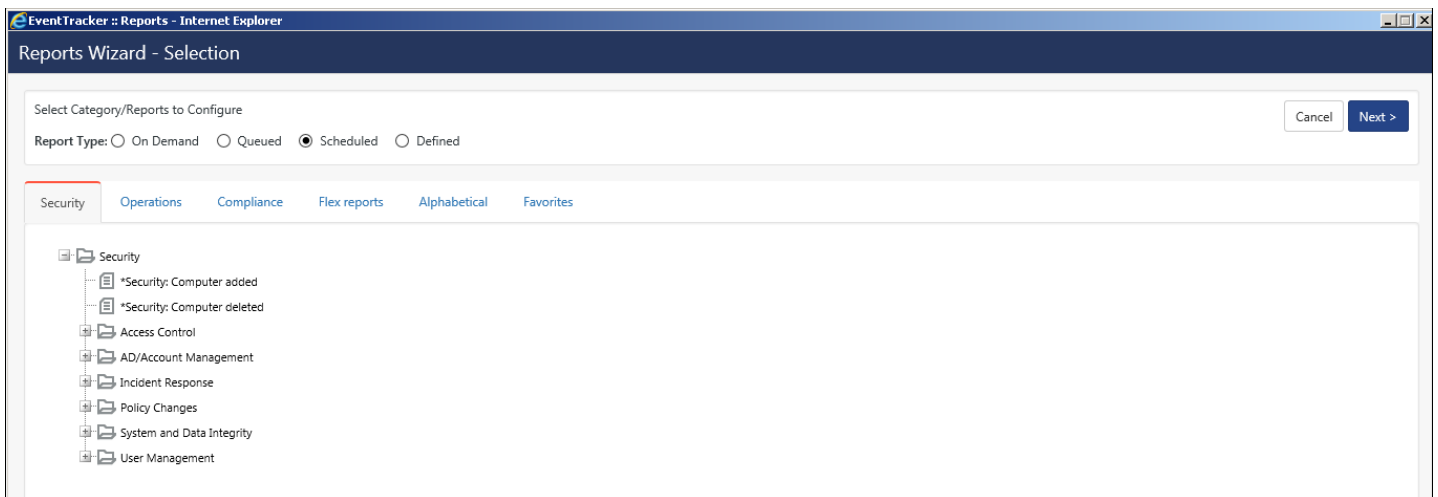 EventTracker :: Reports - Internet Explorer
Reports Wizard - Selection
Select Category/Reports to Configure
Cancel Next >
Report Type: On Demand Queued Scheduled Defined
Security Operations Compliance Flex reports Alphabetical Favorites
Security
*Security: Computer added
*Security: Computer deleted
Access Control
AD/Account Management
Incident Response
Policy Changes
System and Data Integrity
User Management